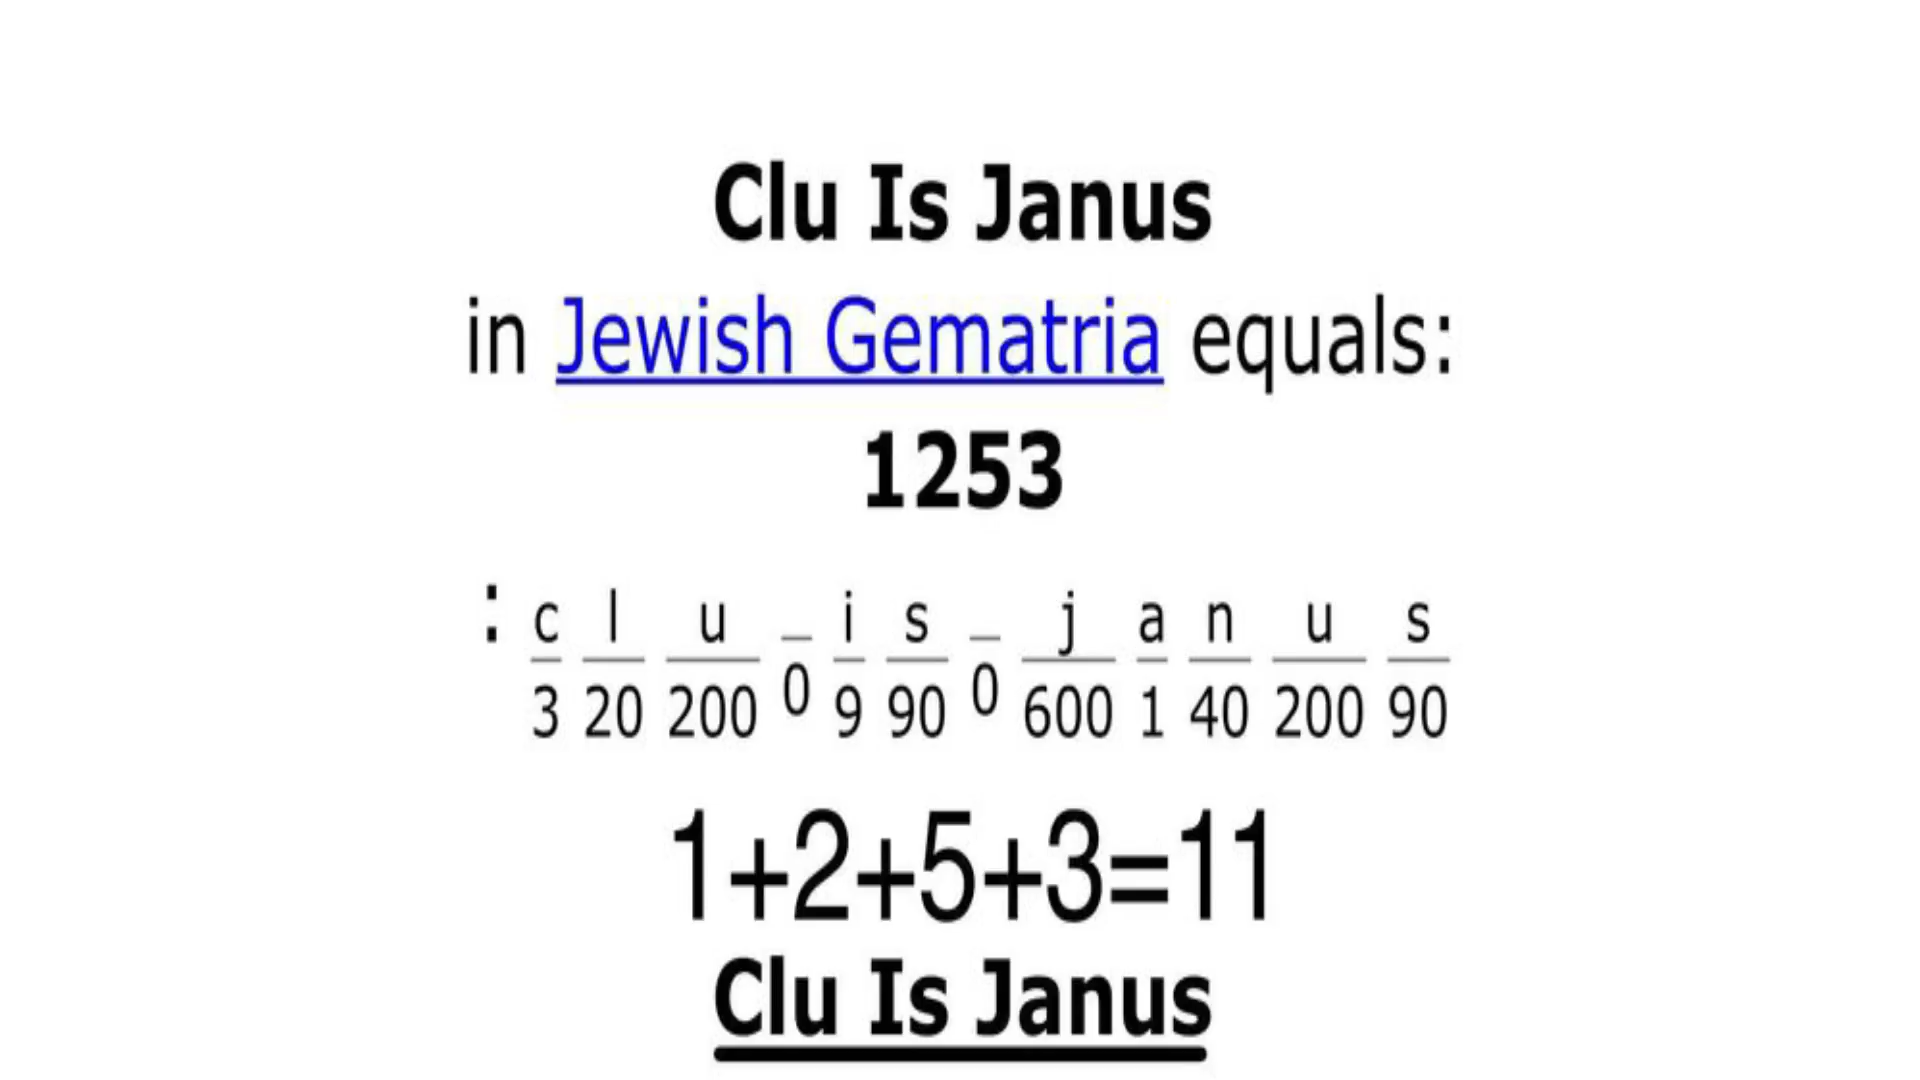 Clu Is Janus
in Jewish Gematria equals:
1253
: c l u _ i s _ j a n u s
3 20 200 0 9 90 0 600 1 40 200 90
1+2+5+3=11
Clu Is Janus